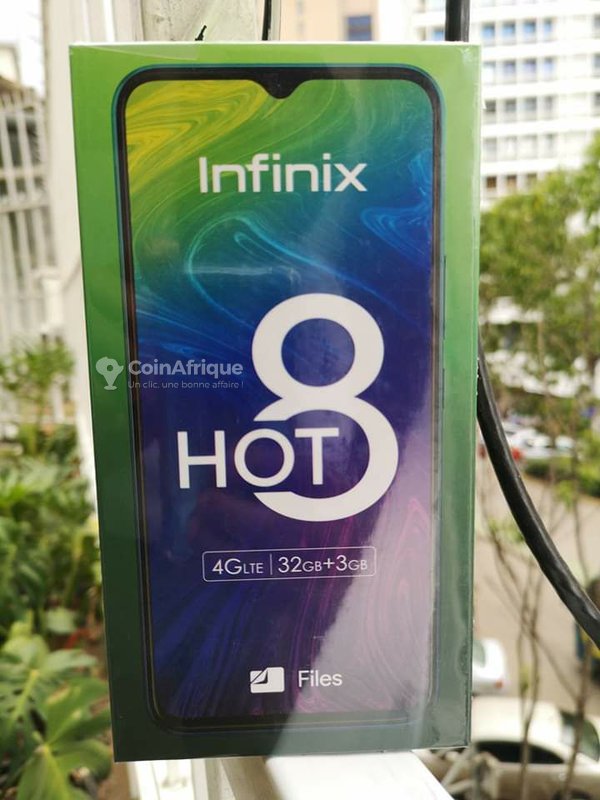 Infinix
CoinAfrique
Un clic, une bonne affaire !
HOT 8
4GLTE | 32GB+3GB
Files